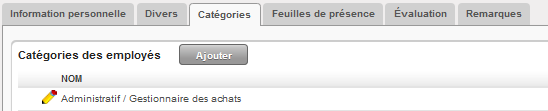 Information personnelle Divers Catégories Feuilles de présence Évaluation Remarques
Catégories des employés Ajouter
NOM
Administratif / Gestionnaire des achats